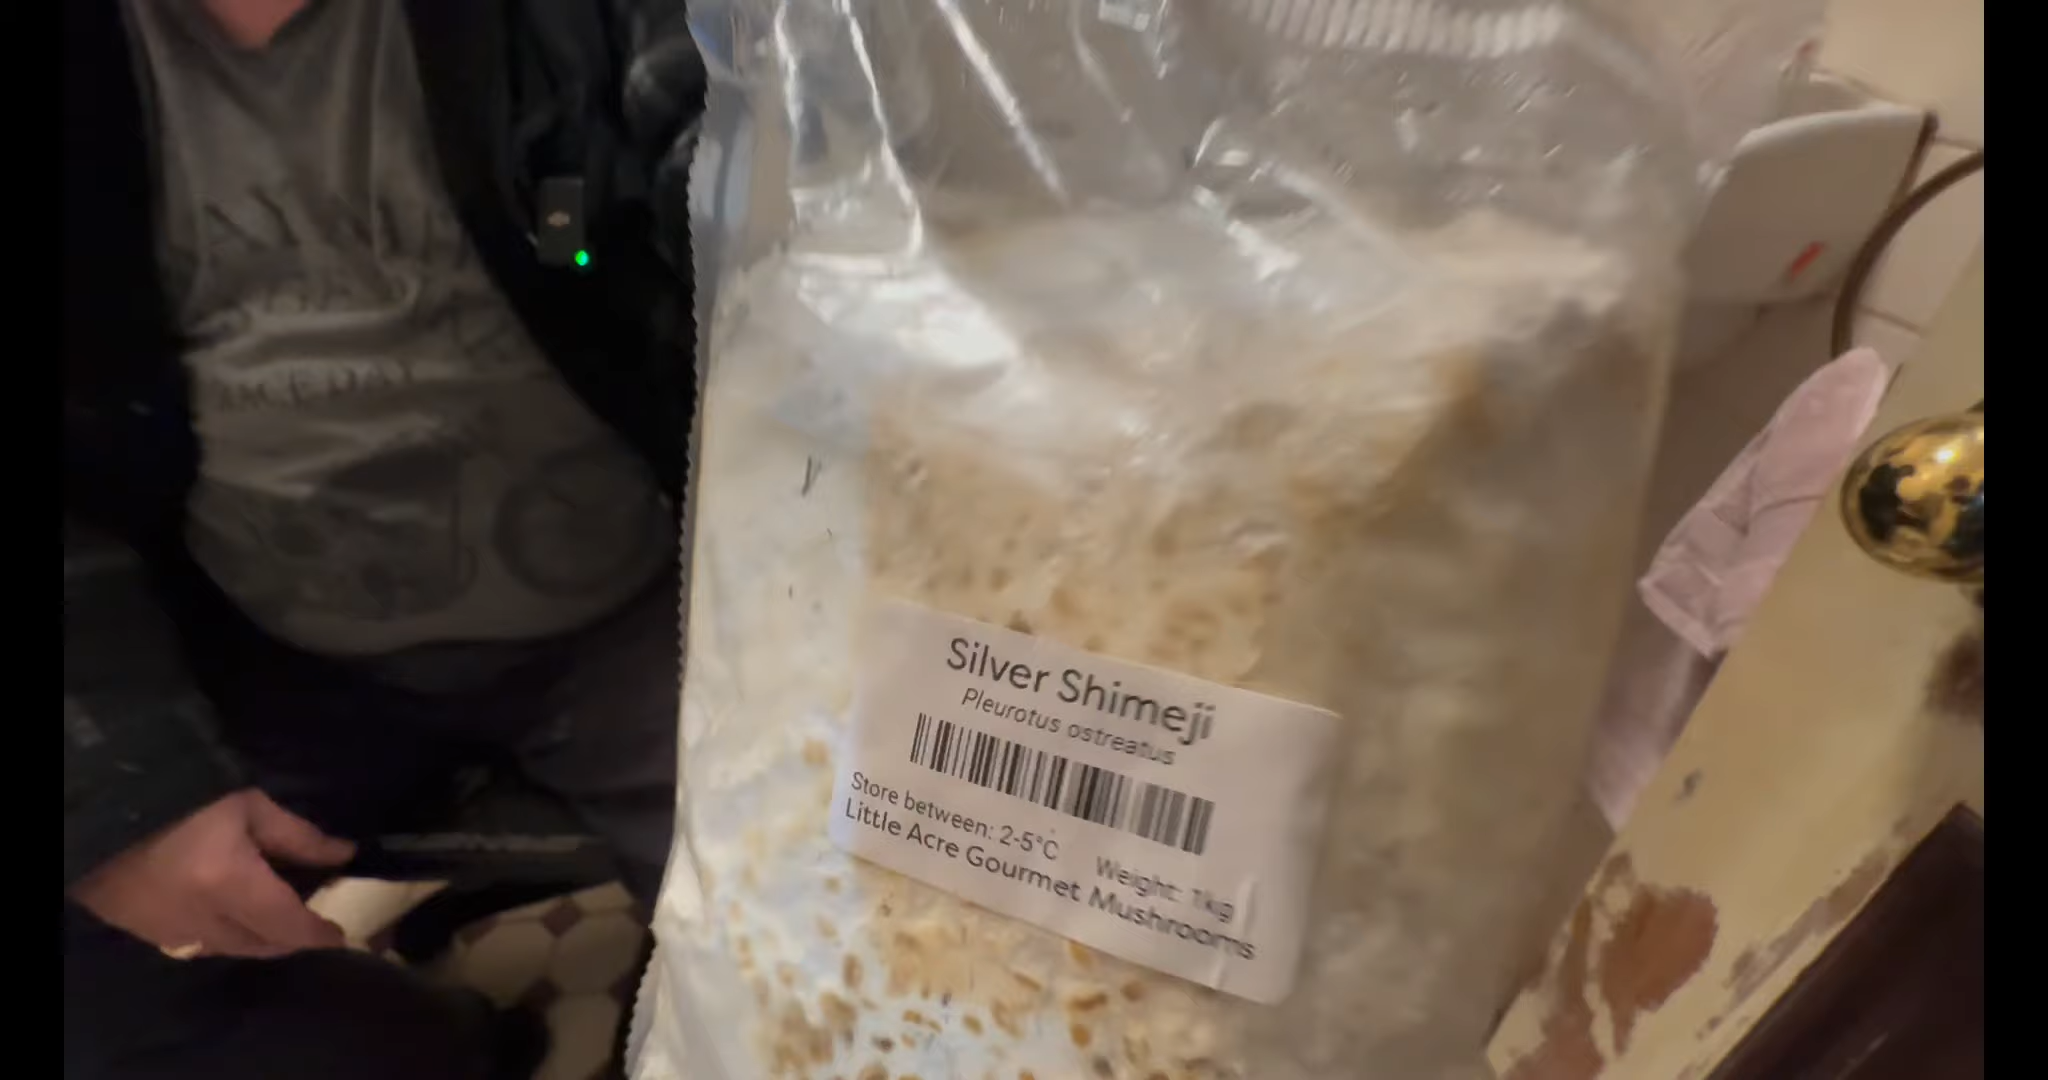 Silver Shimeji
Pleurotus ostreatus
Store between: 2-5°C Weight: 1kg
Little Acre Gourmet Mushrooms